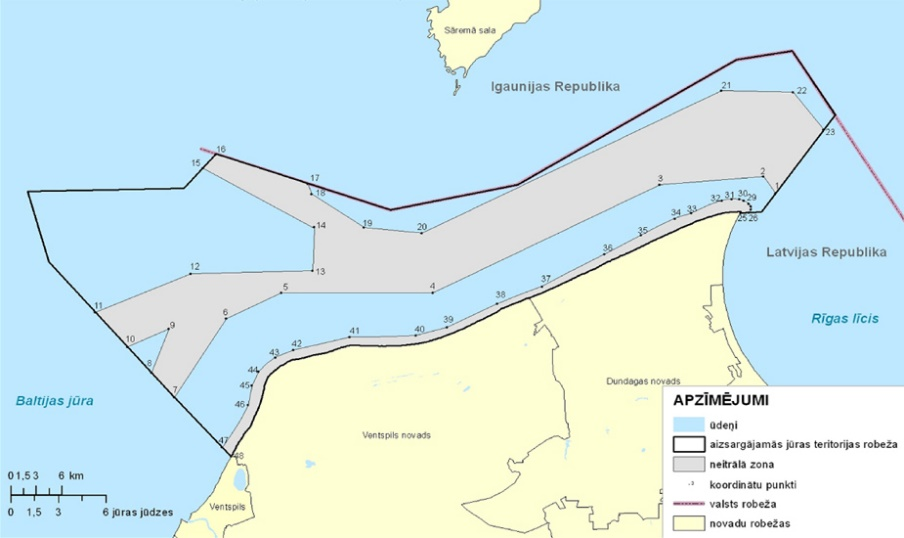 Sāremā sala
Igaunijas Republika
21
22
23
16
15
17
18
2
3
1
19
20
14
32 31 30
29
34 33
25 26
35
Latvijas Republika
36
13
12
5
4
37
38
11
6
39
Rīgas līcis
9
40
41
10
42
43
8
44
45
7
46
Baltijas jūra
Dundagas novads
Ventspils novads
47
48
Ventspils
0 1,5 3 6 km
0 1,5 3 6 jūras jūdzes
APZĪMĒJUMI
ūdeņi
aizsargājamās jūras teritorijas robeža
neitrālā zona
koordinātu punkti
valsts robeža
novadu robežas